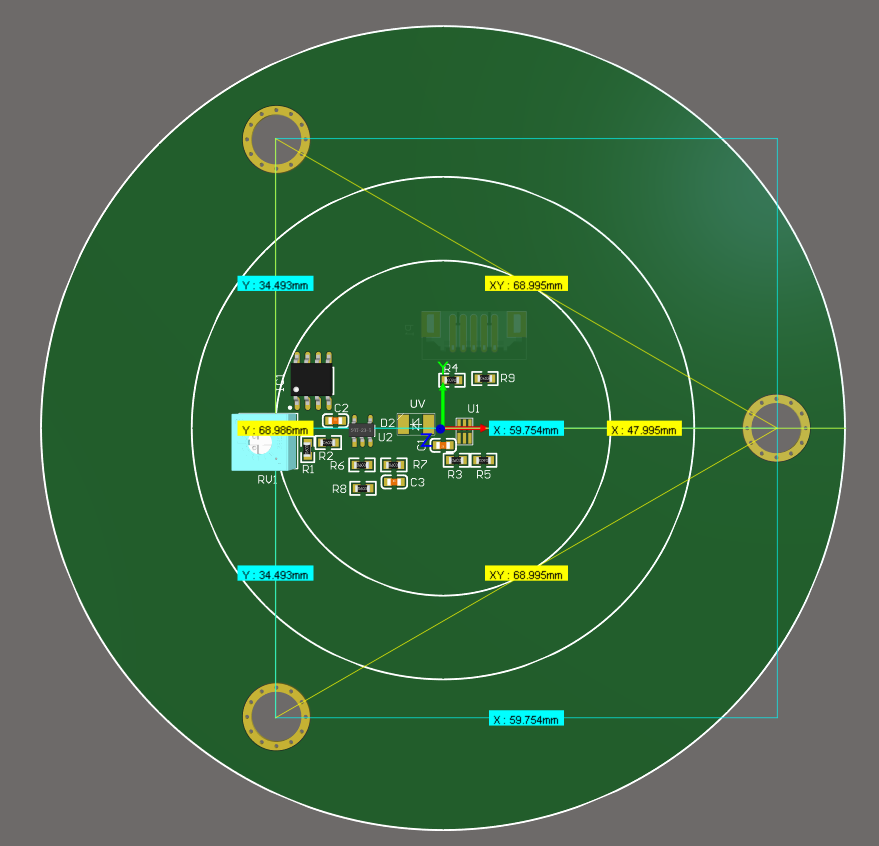 Y : 34.493mm
XY : 68.995mm
Y
R4
R9
IC1
C2
UV
U1
D2
Y : 68.986mm
X : 59.754mm
X : 47.995mm
U2
Z
R1
R2
R6
R7
R3
R5
RV1
R8
C3
Y : 34.493mm
XY : 68.995mm
X : 59.754mm